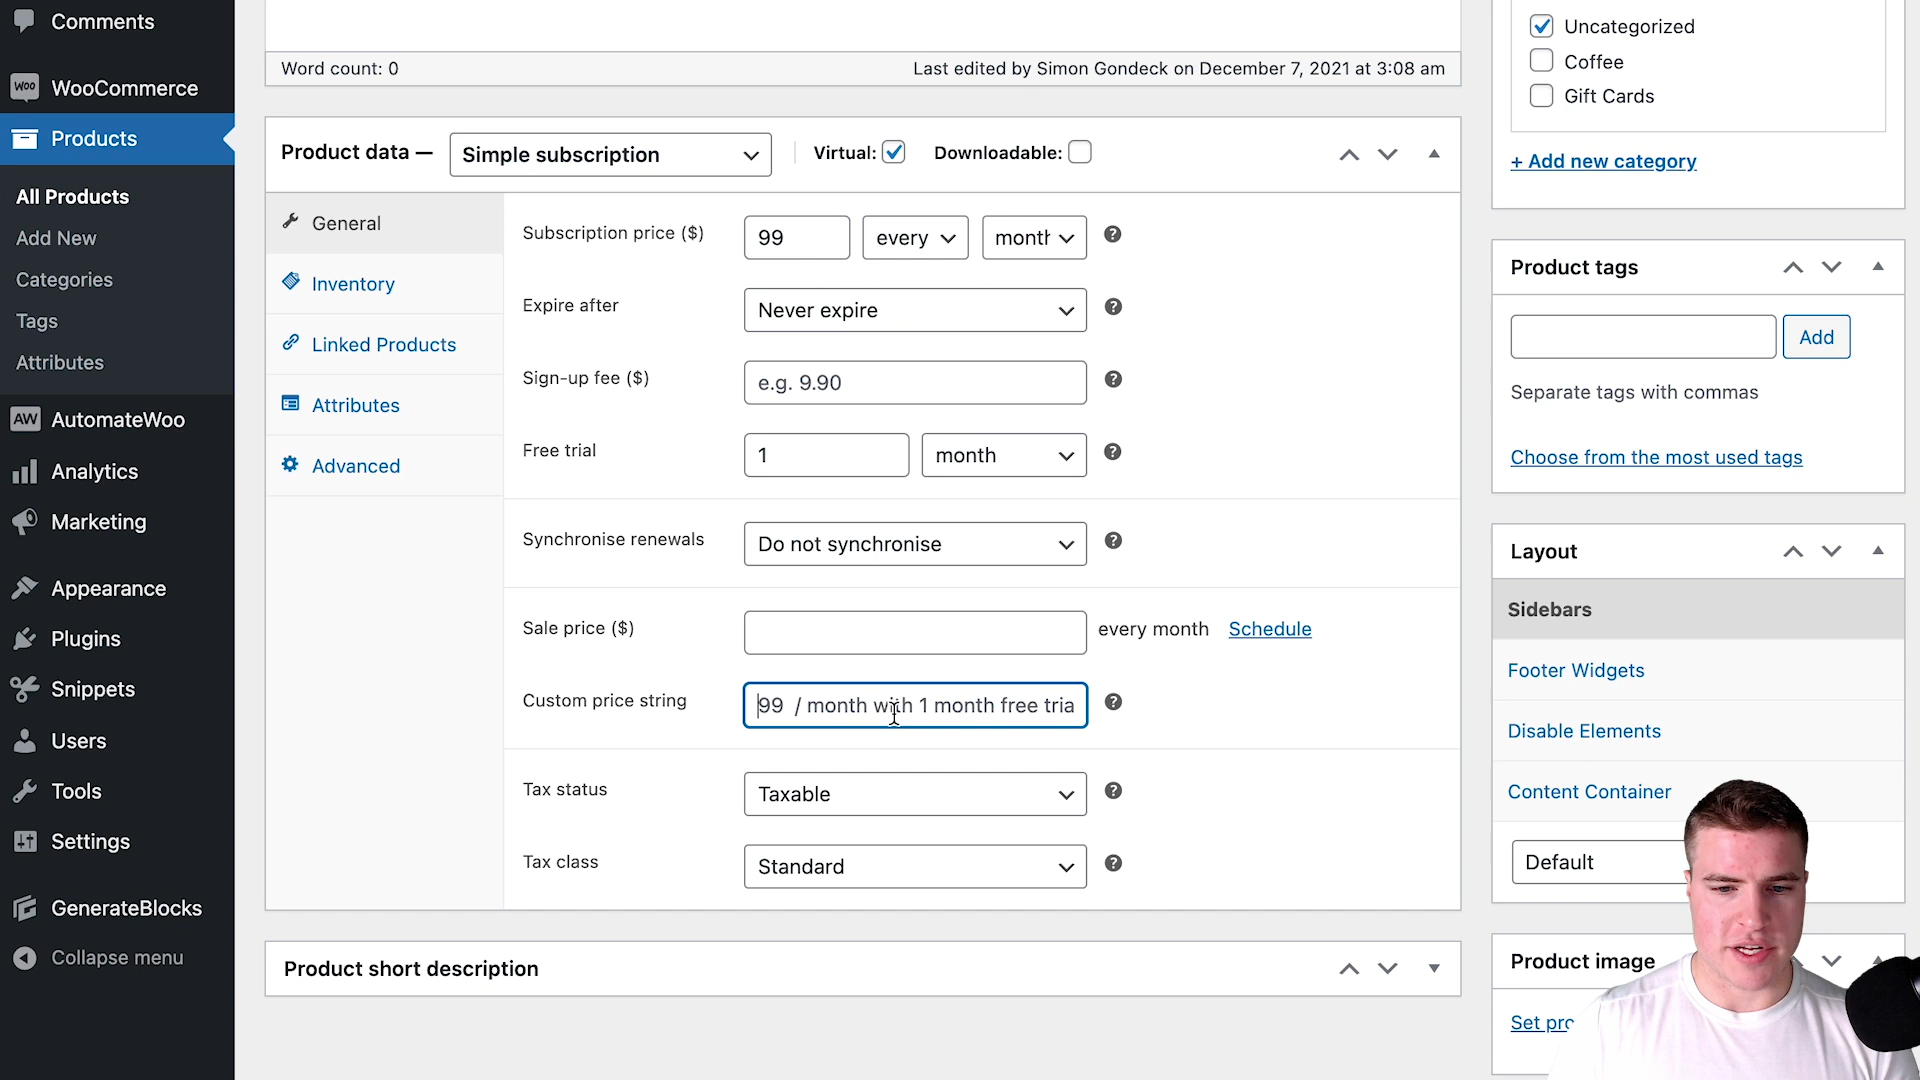 Comments
WooCommerce
Products
All Products
Add New
Categories
Tags
Attributes
AW AutomateWoo
Analytics
Marketing
Appearance
Plugins
Snippets
Users
Tools
Settings
GenerateBlocks
Collapse menu
Word count: 0
Last edited by Simon Gondeck on December 7, 2021 at 3:08 am
Product data — Simple subscription Virtual: Downloadable:
General
Inventory
Linked Products
Attributes
Advanced
Subscription price ($) 99 every month
Expire after Never expire
Sign-up fee ($) e.g. 9.90
Free trial 1 month
Synchronise renewals Do not synchronise
Sale price ($) every month Schedule
Custom price string 99 / month with 1 month free tria
Tax status Taxable
Tax class Standard
Product short description
Uncategorized
Coffee
Gift Cards
+ Add new category
Product tags
Add
Separate tags with commas
Choose from the most used tags
Layout
Sidebars
Footer Widgets
Disable Elements
Content Container
Default
Product image
Set pro